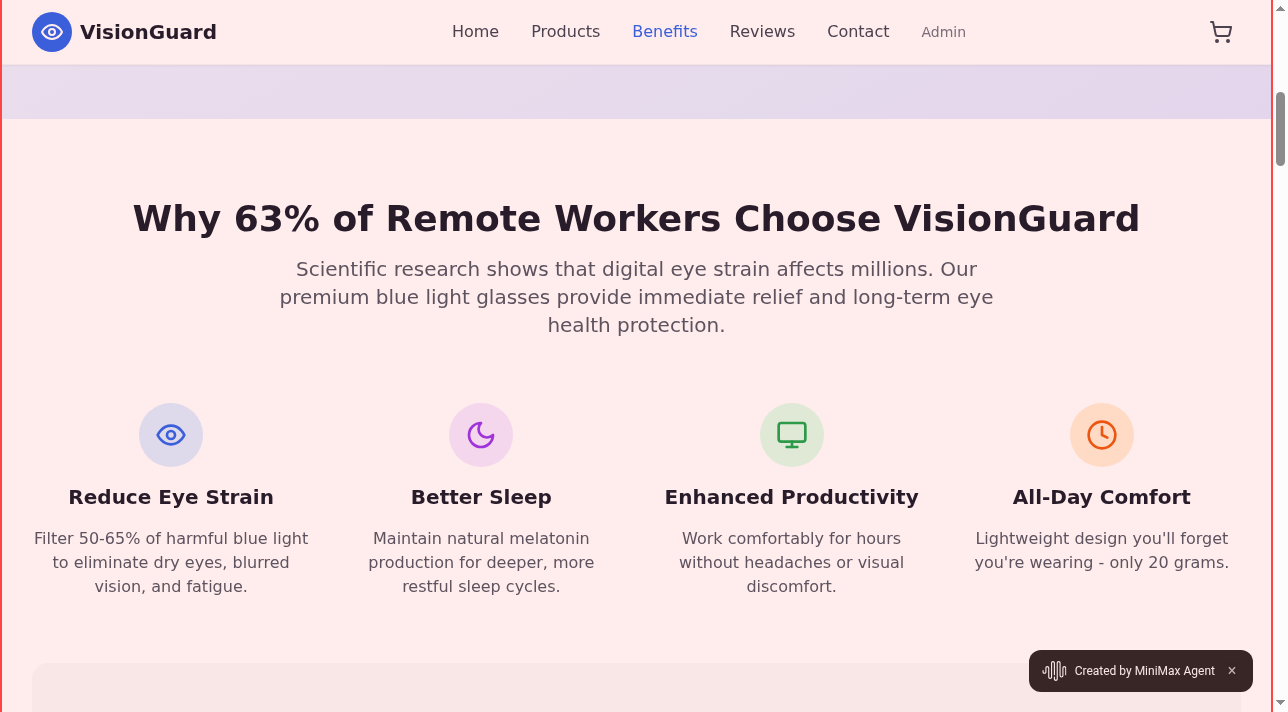 VisionGuard
Home
Products
Benefits
Reviews
Contact
Admin
Why 63% of Remote Workers Choose VisionGuard
Scientific research shows that digital eye strain affects millions. Our
premium blue light glasses provide immediate relief and long-term eye
health protection.
Reduce Eye Strain
Filter 50-65% of harmful blue light
to eliminate dry eyes, blurred
vision, and fatigue.
Better Sleep
Maintain natural melatonin
production for deeper, more
restful sleep cycles.
Enhanced Productivity
Work comfortably for hours
without headaches or visual
discomfort.
All-Day Comfort
Lightweight design you'll forget
you're wearing - only 20 grams.
Created by MiniMax Agent